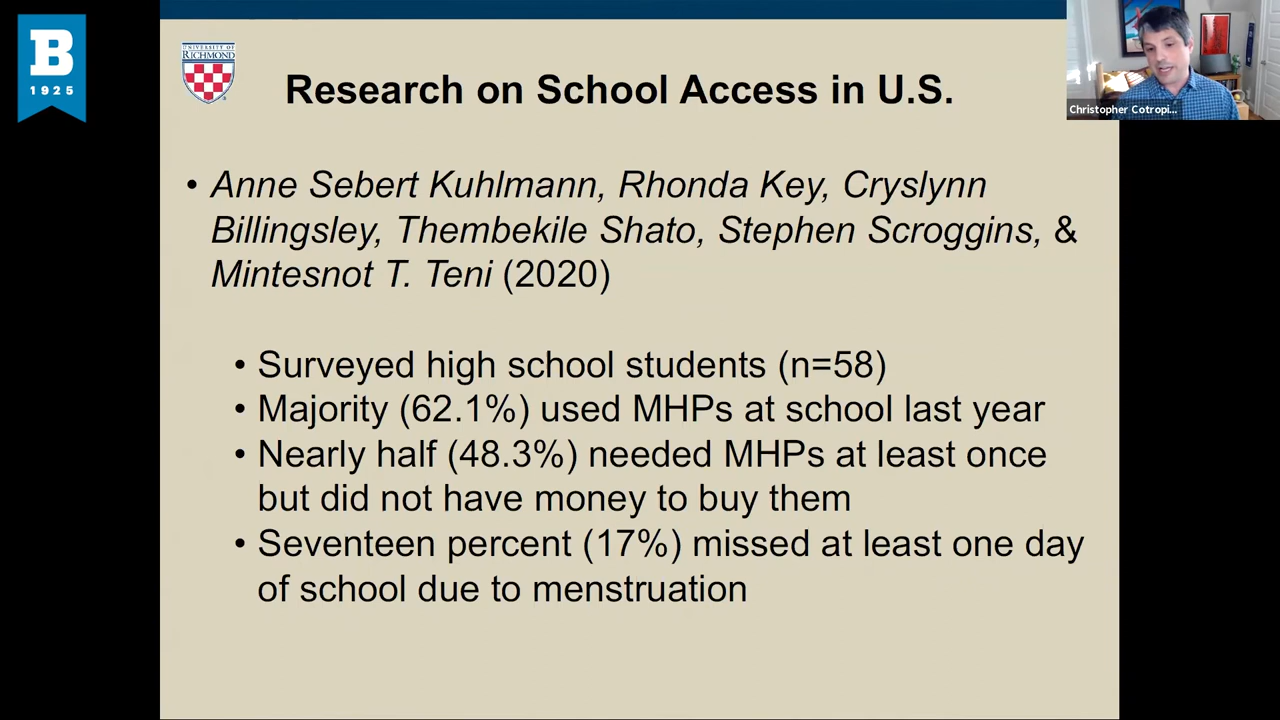 B
1925
UNIVERSITY OF
RICHMOND
Research on School Access in U.S.
Christopher Cotropi...
• Anne Sebert Kuhlmann, Rhonda Key, Cryslynn
Billingsley, Thembekile Shato, Stephen Scroggins, &
Mintesnot T. Teni (2020)
• Surveyed high school students (n=58)
• Majority (62.1%) used MHPs at school last year
• Nearly half (48.3%) needed MHPs at least once
but did not have money to buy them
• Seventeen percent (17%) missed at least one day
of school due to menstruation